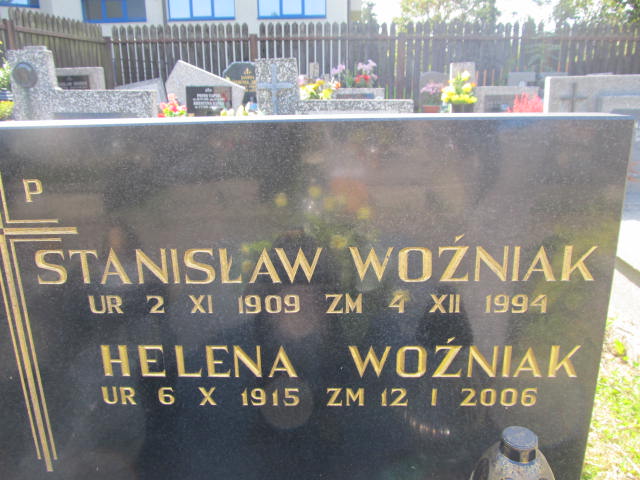 P
STANISŁAW WOŹNIAK
UR 2 XI 1909 ZM 4 XII 1994
HELENA WOŹNIAK
UR 6 X 1915 ZM 12 I 2006